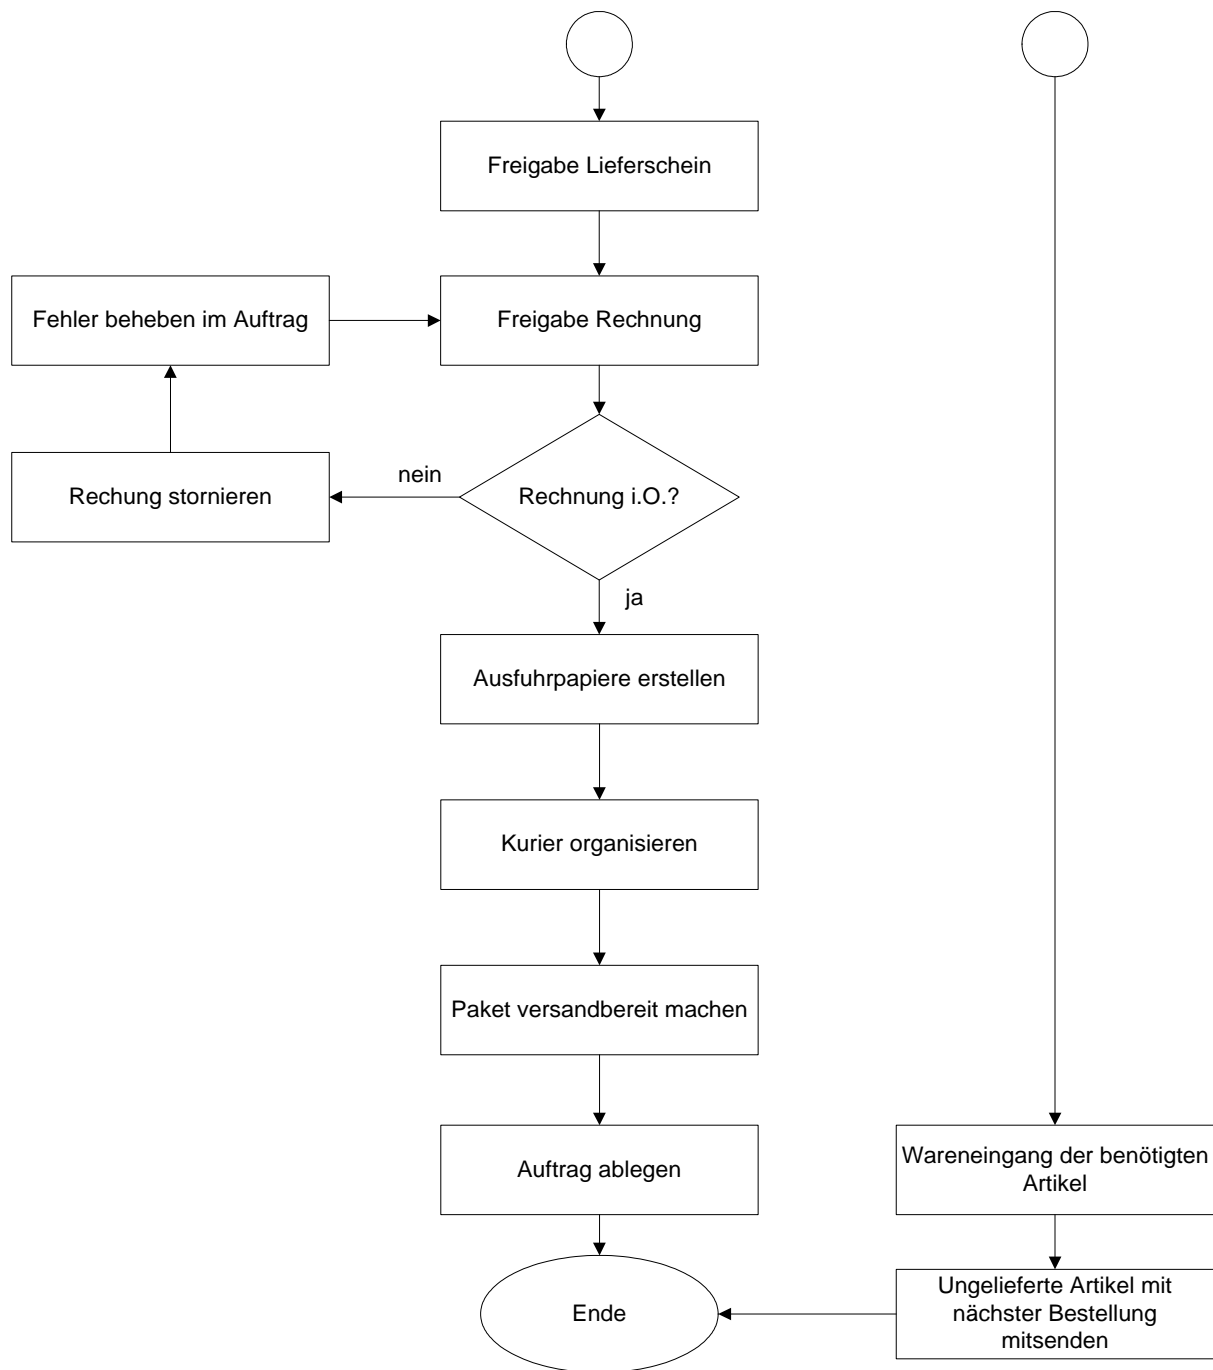 Freigabe Lieferschein
Fehler beheben im Auftrag
Freigabe Rechnung
nein
Rechung stornieren
Rechnung i.O.?
ja
Ausfuhrpapiere erstellen
Kurier organisieren
Paket versandbereit machen
Auftrag ablegen
Wareneingang der benötigten
Artikel
Ende
Ungelieferte Artikel mit
nächster Bestellung
mitsenden